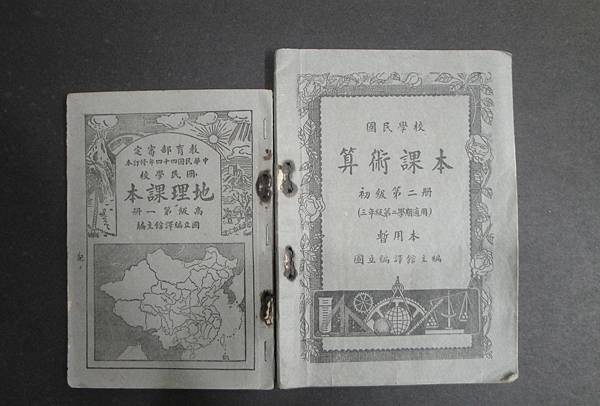 教育部審定
中華民國四十四年修訂本
國民學校
地理課本
高級第一冊
國立編譯館主編
國民學校
算術課本
初級第二冊
(三年級第二學期適用)
暫用本
國立編譯館主編